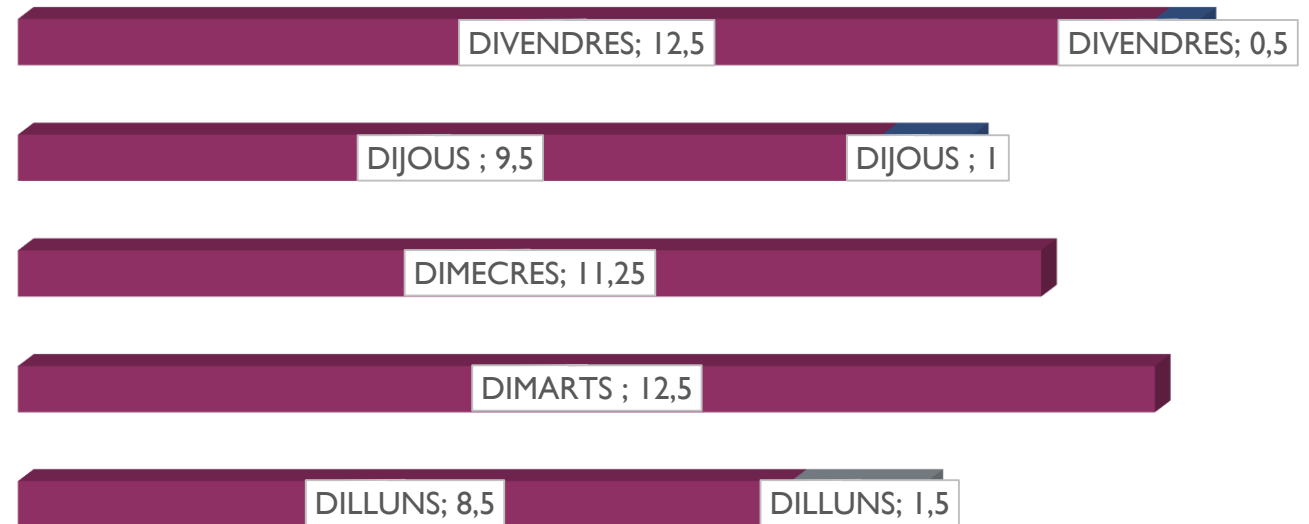 DIVENDRES; 12,5
DIVENDRES; 0,5
DIJOUS ; 9,5
DIJOUS ; 1
DIMECRES; 11,25
DIMARTS ; 12,5
DILLUNS; 8,5
DILLUNS; 1,5